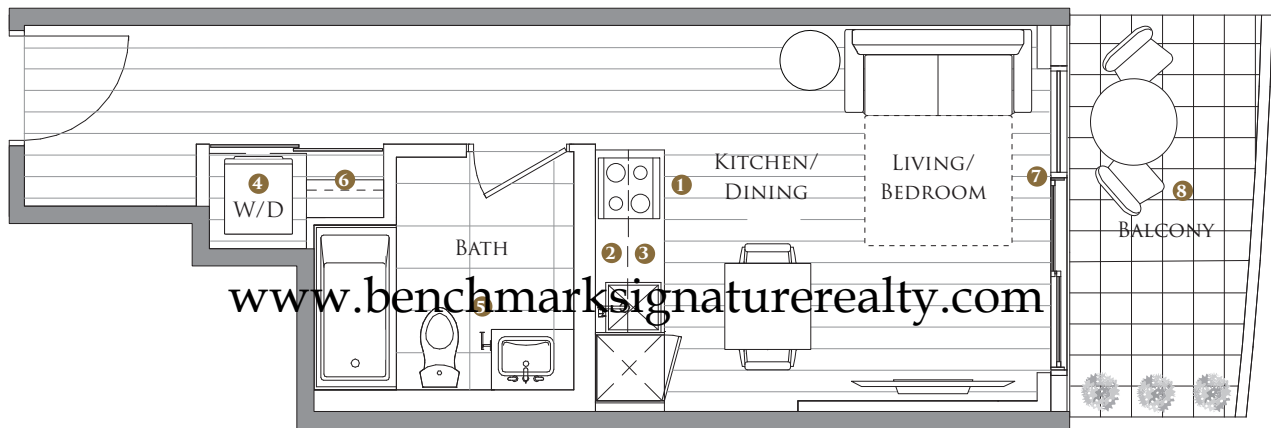 4
W/D
6
BATH
5
1
2
3
KITCHEN/
DINING
LIVING/
BEDROOM
7
8
BALCONY
www.benchmarksignaturerealty.com